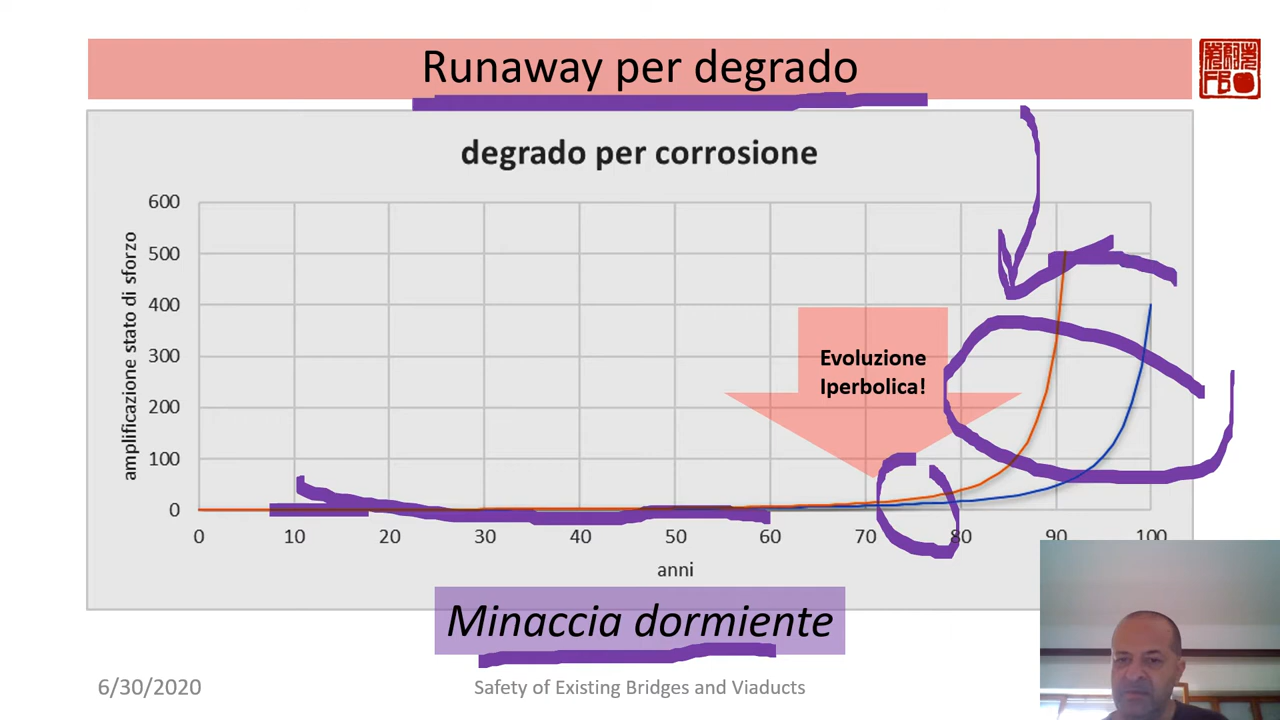 Runaway per degrado
degrado per corrosione
amplificazione stato di sforzo
600
500
400
300
200
100
0
Evoluzione
Iperbolica!
0 10 20 30 40 50 60 70 80 90 100
anni
Minaccia dormiente
6/30/2020
Safety of Existing Bridges and Viaducts